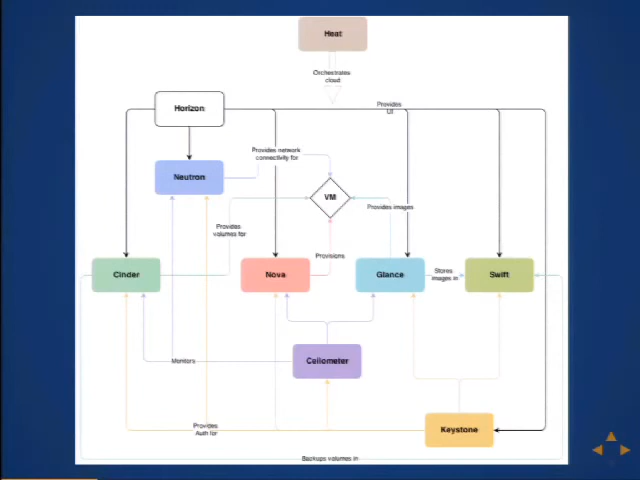 Heat
Orchestrates
cloud
Horizon
Provides
UI
Provides network
connectivity for
Neutron
VM
Provides images
Provides
volumes for
Provisions
Cinder
Nova
Glance
Stores
images in
Swift
Monitors
Ceilometer
Provides
Auth for
Keystone
Backups volumes in